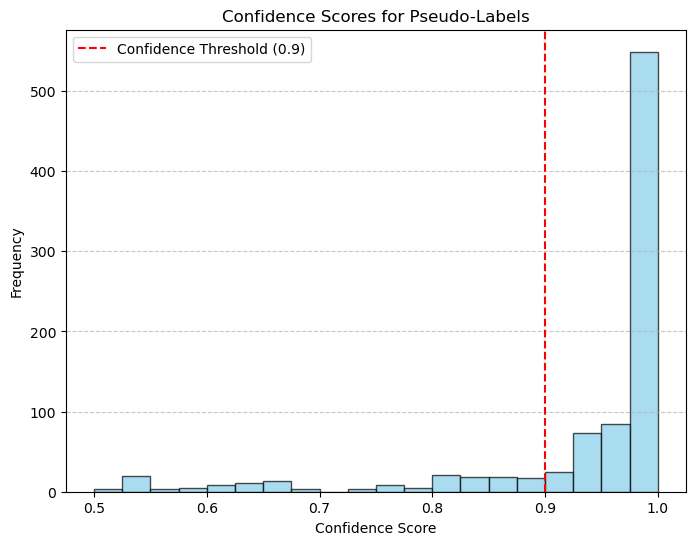 Confidence Scores for Pseudo-Labels
Confidence Threshold (0.9)
Frequency
500
400
300
200
100
0
0.5 0.6 0.7 0.8 0.9 1.0
Confidence Score